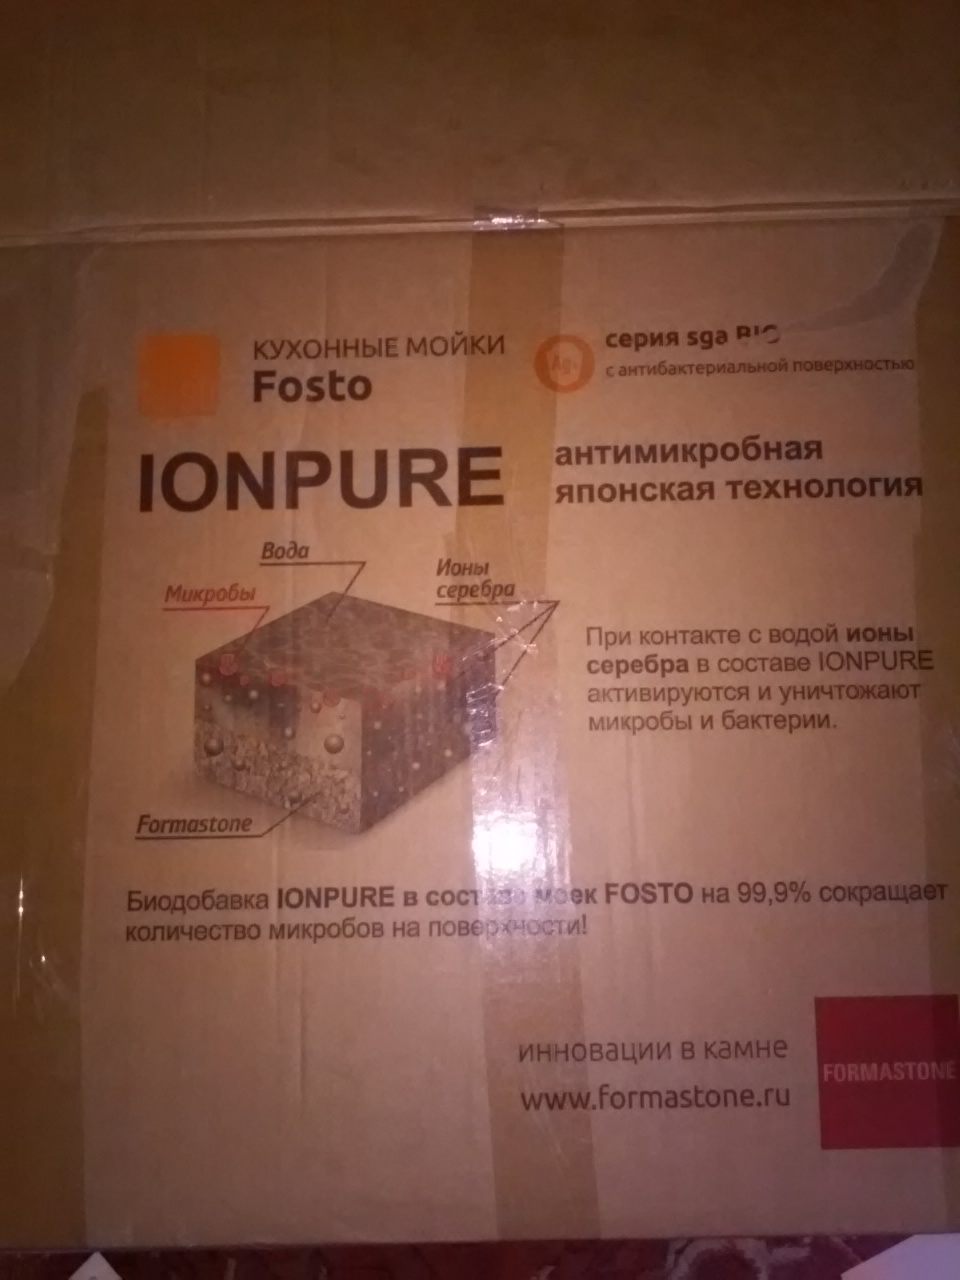 КУХОННЫЕ МОЙКИ
Fosto
Ag+
серия sga BIO
с антибактериальной поверхностью
IONPURE
антимикробная
японская технология
Вода
Микробы
Ионы
серебра
Formastone
При контакте с водой ионы
серебра в составе IONPURE
активируются и уничтожают
микробы и бактерии.
Биодобавка IONPURE в составе моек FOSTO на 99,9% сокращает
количество микробов на поверхности!
инновации в камне
www.formastone.ru
FORMASTONE